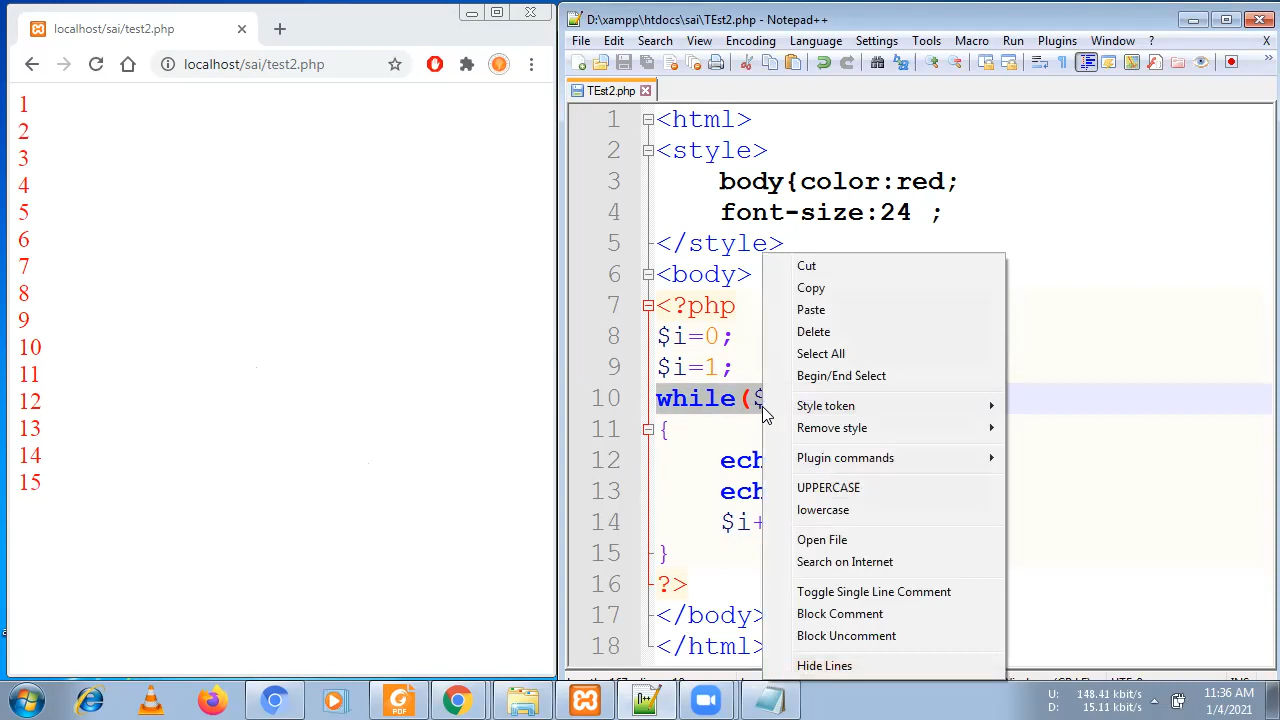 localhost/sai/test2.php
localhost/sai/test2.php
1
2
3
4
5
6
7
8
9
10
11
12
13
14
15
D:\xampp\htdocs\sai\TEst2.php - Notepad++
File Edit Search View Encoding Language Settings Tools Macro Run Plugins Window ? X
TEst2.php
1 <html>
2 <style>
3 body{color:red;
4 font-size:24 ;
5 </style>
6 <body>
7 <?php
8 $i=0;
9 $i=1;
10 while($
11 {
12 ech
13 ech
14 $i+
15 }
16 ?>
17 </body>
18 </html>
Cut
Copy
Paste
Delete
Select All
Begin/End Select
Style token
Remove style
Plugin commands
UPPERCASE
lowercase
Open File
Search on Internet
Toggle Single Line Comment
Block Comment
Block Uncomment
Hide Lines
PDF
U: 148.41 kbit/s
D: 15.11 kbit/s
11:36 AM
1/4/2021